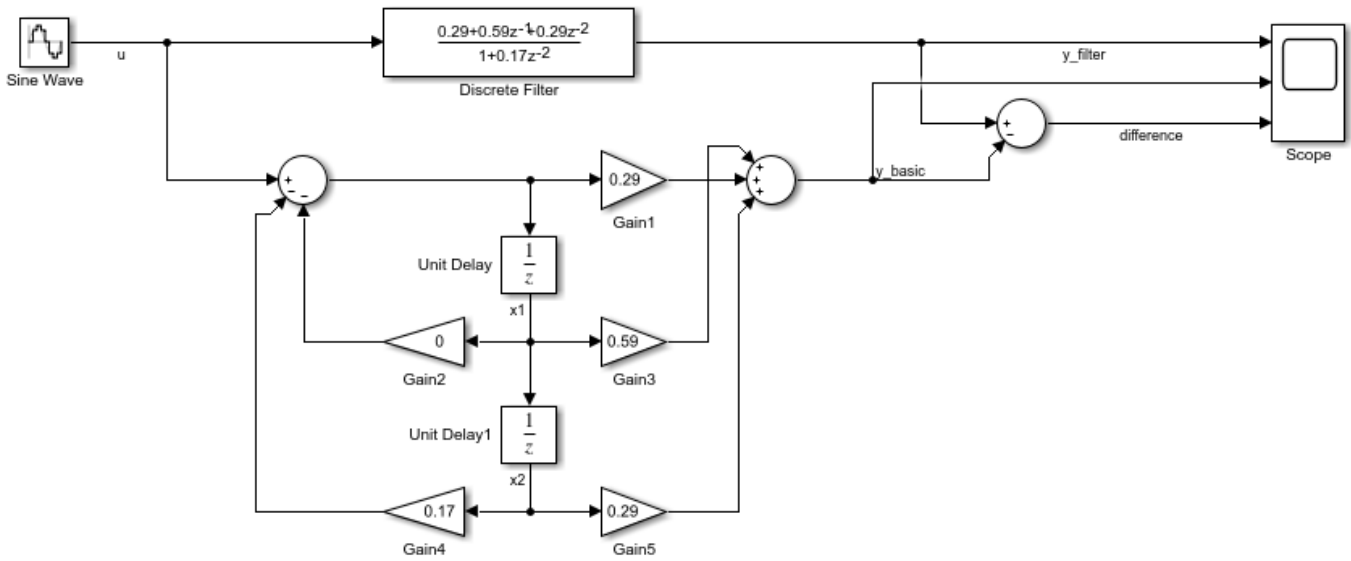 0.29+0.59z-1+0.29z-2
1+0.17z-2
u
y_filter
Sine Wave
Discrete Filter
+
−
difference
Scope
+
−
−
0.29
+
+
+
y_basic
Gain1
Unit Delay
1
z
x1
0
0.59
Gain2
Gain3
Unit Delay1
1
z
x2
0.17
0.29
Gain4
Gain5